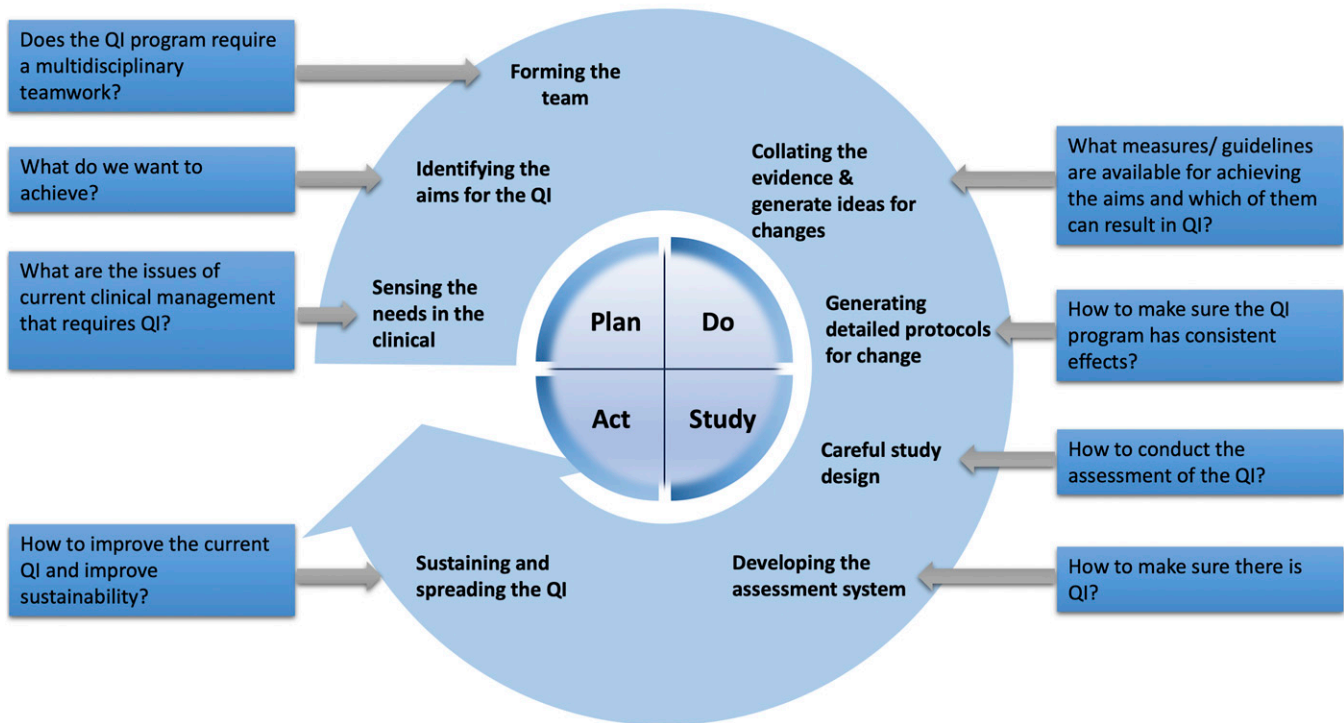 Does the QI program require
a multidisciplinary
teamwork?
Forming the
team
What do we want to
achieve?
Identifying the
aims for the QI
What are the issues of
current clinical management
that requires QI?
Sensing the
needs in the
clinical
Collating the
evidence &
generate ideas for
changes
What measures/ guidelines
are available for achieving
the aims and which of them
can result in QI?
Generating
detailed protocols
for change
How to make sure the QI
program has consistent
effects?
Plan
Do
Act
Study
Careful study
design
How to conduct the
assessment of the QI?
Developing the
assessment system
How to make sure there is
QI?
Sustaining and
spreading the QI
How to improve the current
QI and improve
sustainability?